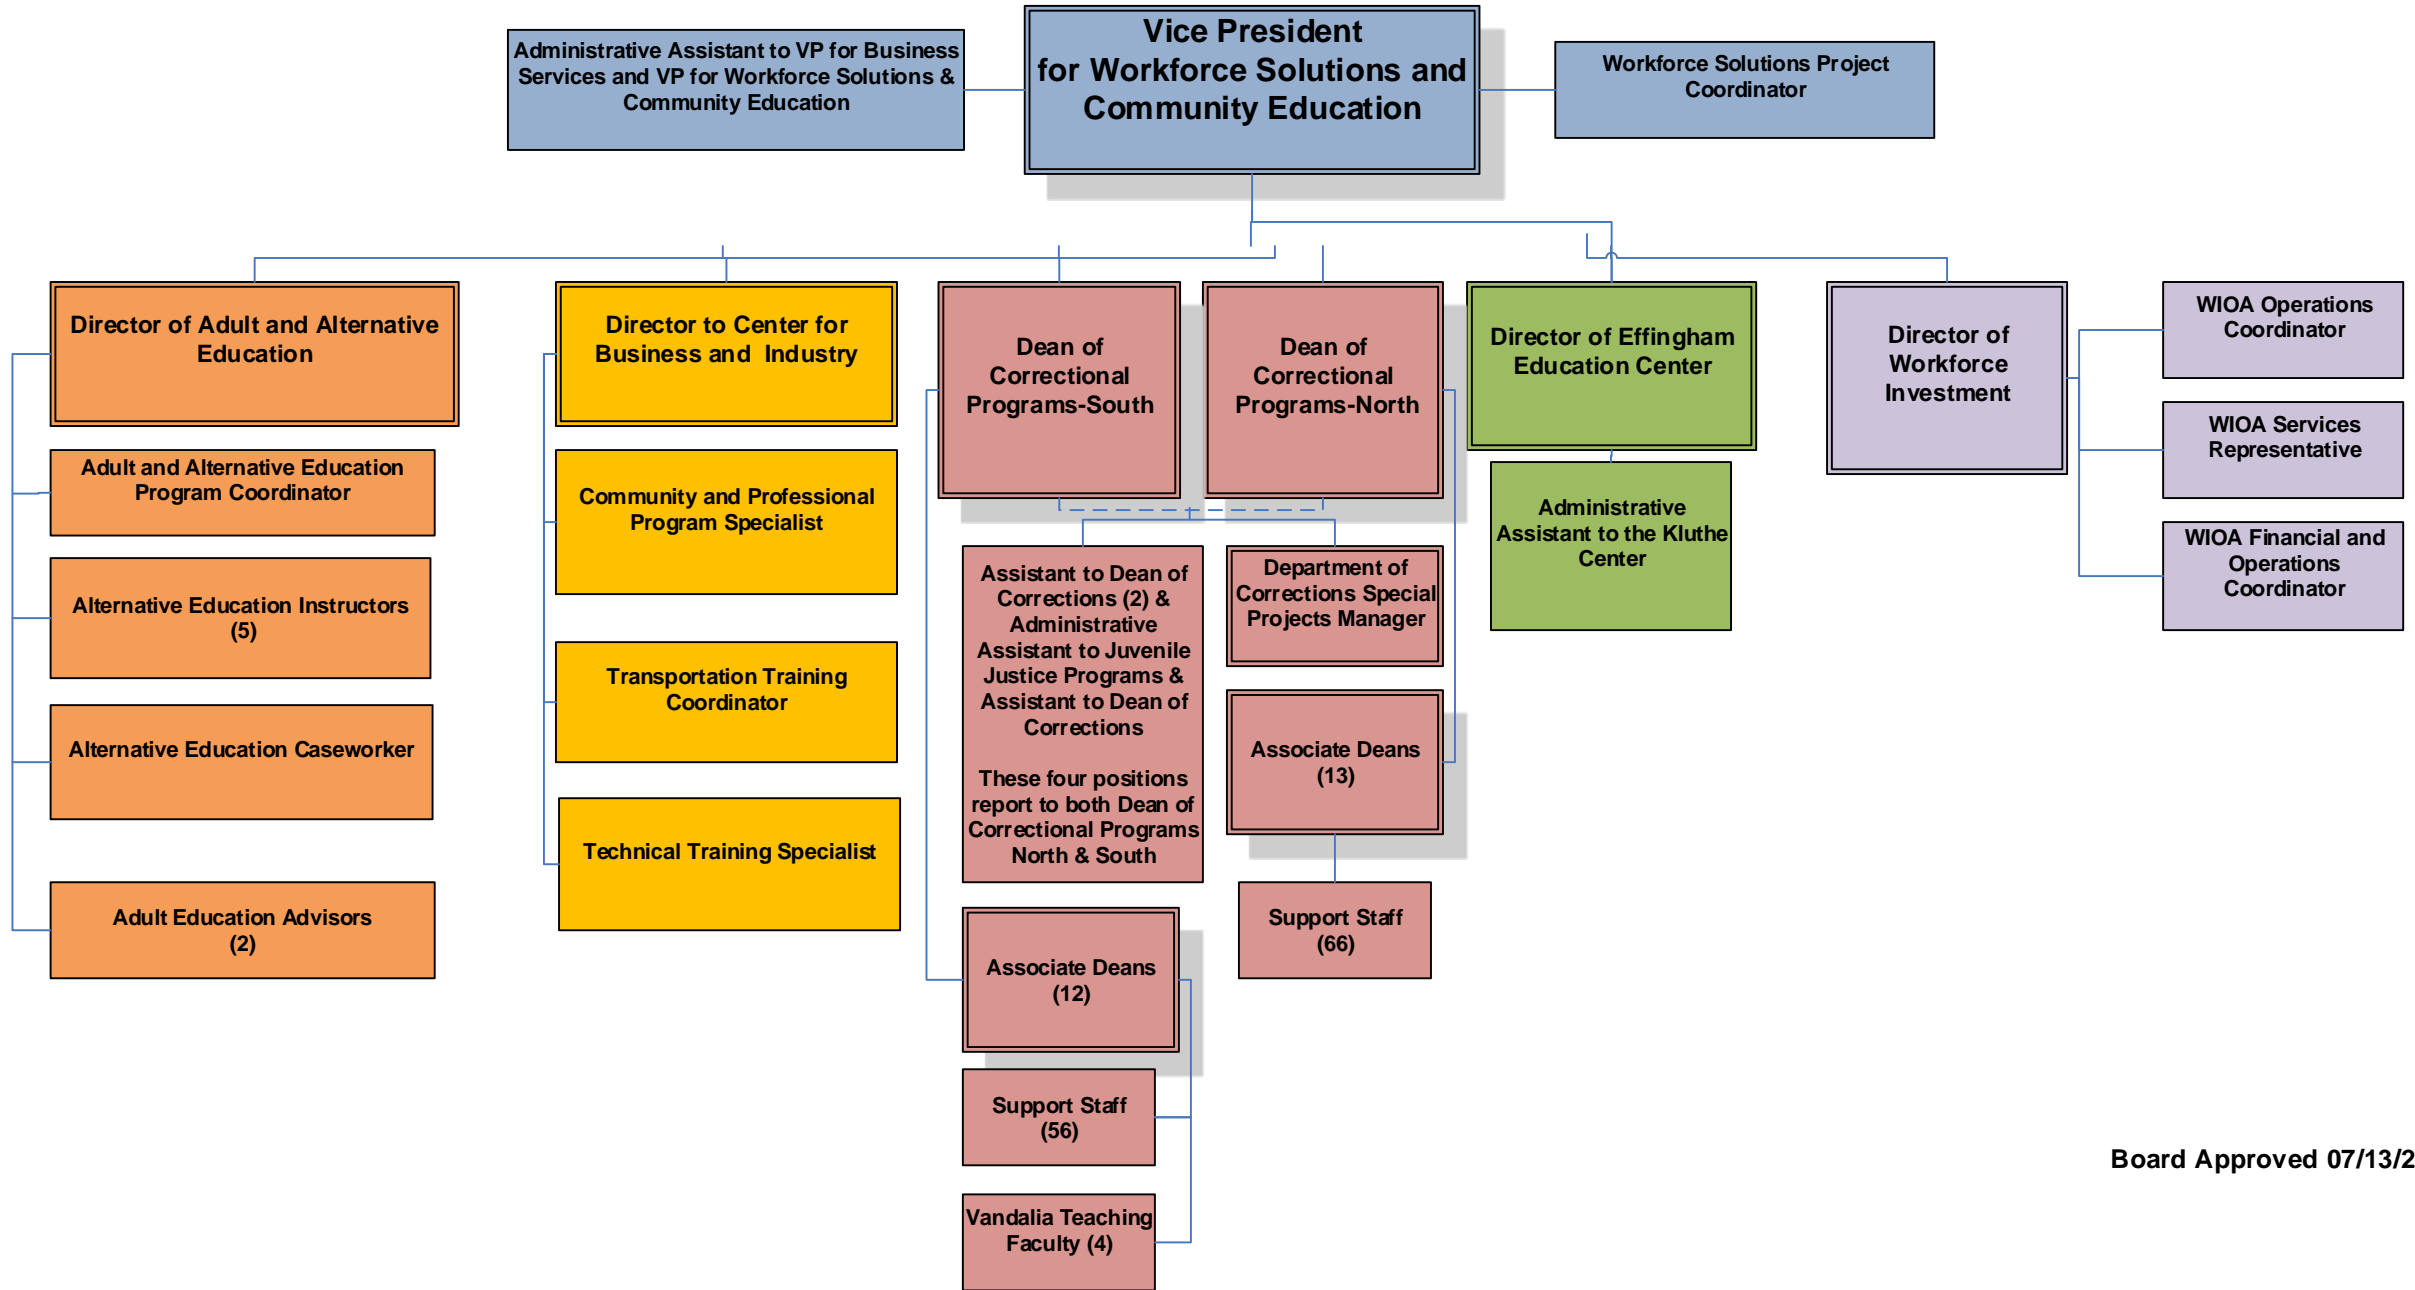 Administrative Assistant to VP for Business
Services and VP for Workforce Solutions &
Community Education
Vice President
for Workforce Solutions and
Community Education
Workforce Solutions Project
Coordinator
Director of Adult and Alternative
Education
Adult and Alternative Education
Program Coordinator
Alternative Education Instructors
(5)
Alternative Education Caseworker
Adult Education Advisors
(2)
Director to Center for
Business and Industry
Community and Professional
Program Specialist
Transportation Training
Coordinator
Technical Training Specialist
Dean of
Correctional
Programs-South
Dean of
Correctional
Programs-North
Assistant to Dean of
Corrections (2) &
Administrative
Assistant to Juvenile
Justice Programs &
Assistant to Dean of
Corrections
These four positions
report to both Dean of
Correctional Programs
North & South
Department of
Corrections Special
Projects Manager
Associate Deans
(13)
Support Staff
(66)
Associate Deans
(12)
Support Staff
(56)
Vandalia Teaching
Faculty (4)
Director of Effingham
Education Center
Administrative
Assistant to the Kluthe
Center
Director of
Workforce
Investment
WIOA Operations
Coordinator
WIOA Services
Representative
WIOA Financial and
Operations
Coordinator
Board Approved 07/13/2